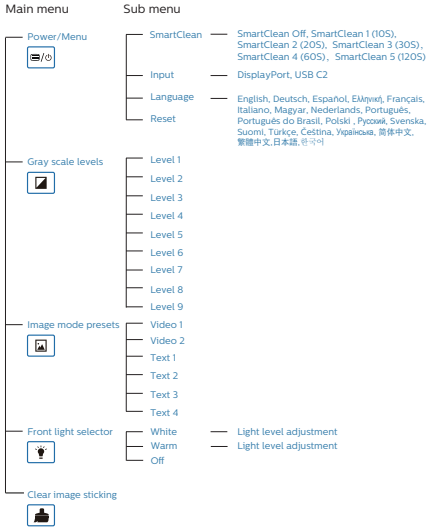 Main menu
Sub menu
Power/Menu
SmartClean
SmartClean Off, SmartClean 1 (10S),
SmartClean 2 (20S), SmartClean 3 (30S),
SmartClean 4 (60S), SmartClean 5 (120S)
Input
DisplayPort, USB C2
Language
English, Deutsch, Español, Ελληνική, Français,
Italiano, Magyar, Nederlands, Português,
Português do Brasil, Polski , Русский, Svenska,
Suomi, Türkçe, Čeština, Українська, 简体中文,
繁體中文,日本語,한국어
Reset
Gray scale levels
Level 1
Level 2
Level 3
Level 4
Level 5
Level 6
Level 7
Level 8
Level 9
Image mode presets
Video 1
Video 2
Text 1
Text 2
Text 3
Text 4
Front light selector
White
Light level adjustment
Warm
Light level adjustment
Off
Clear image sticking